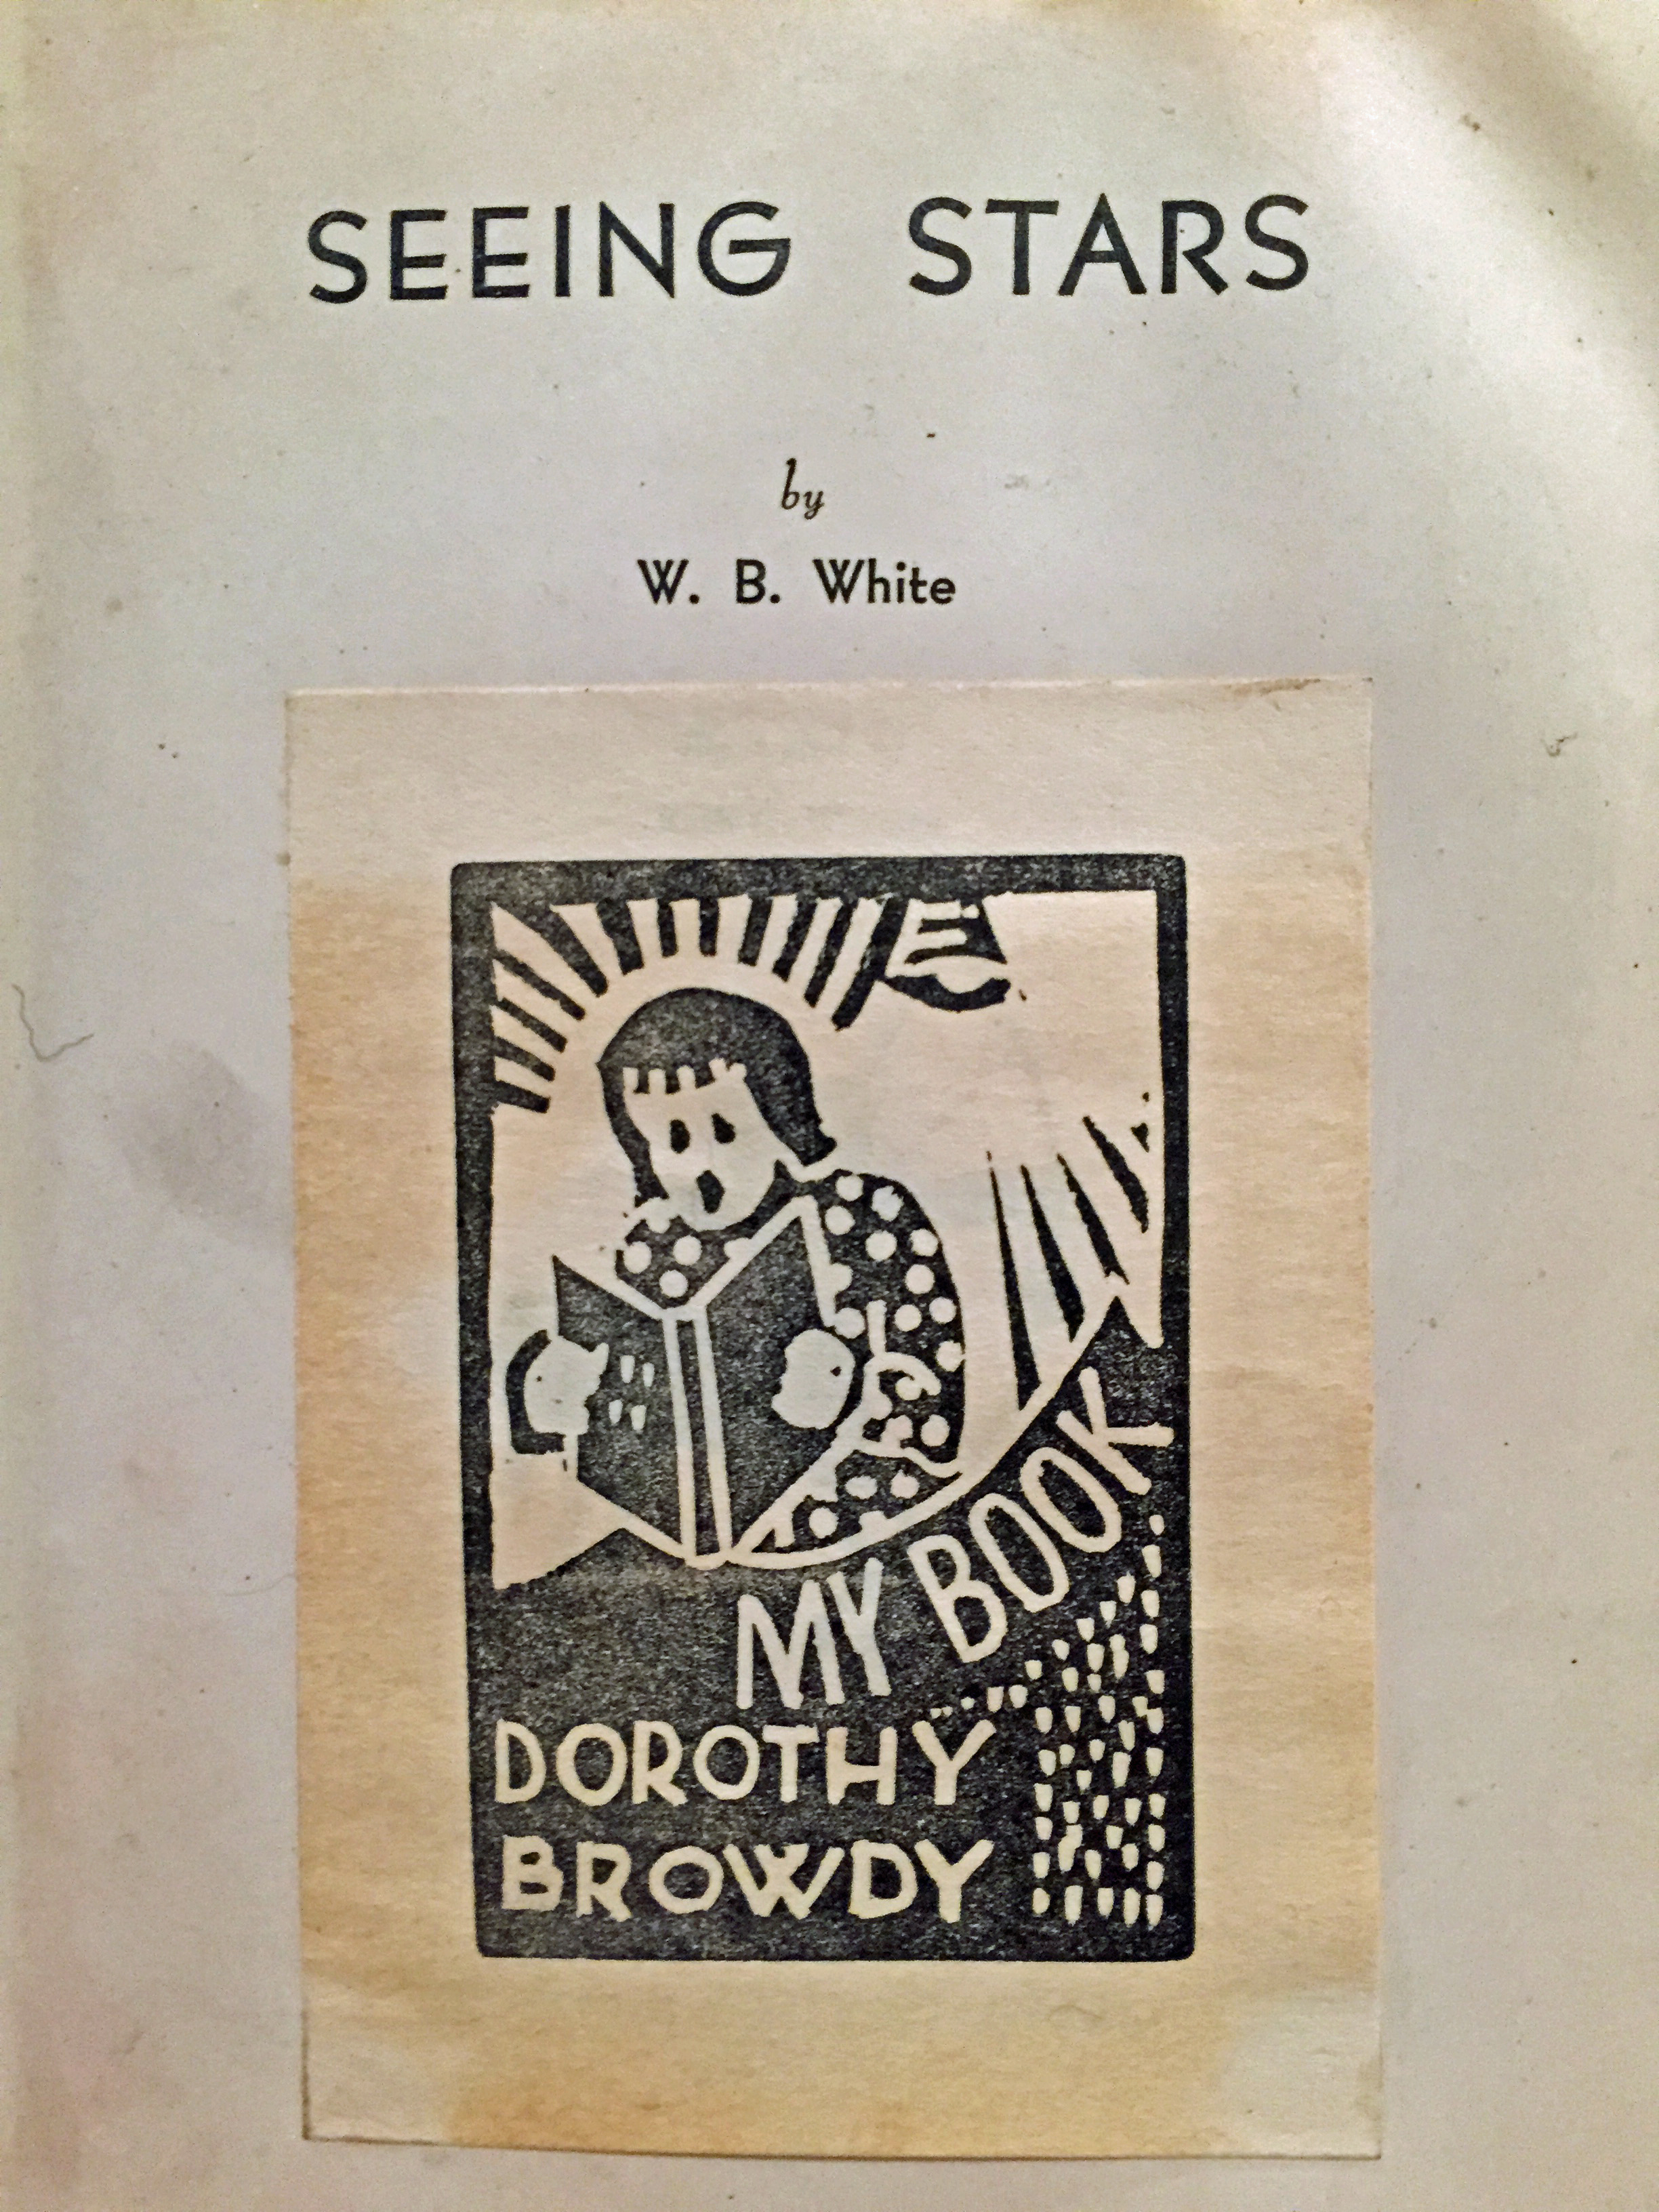 SEEING STARS
by
W. B. White
MY BOOK
DOROTHY
BROWDY